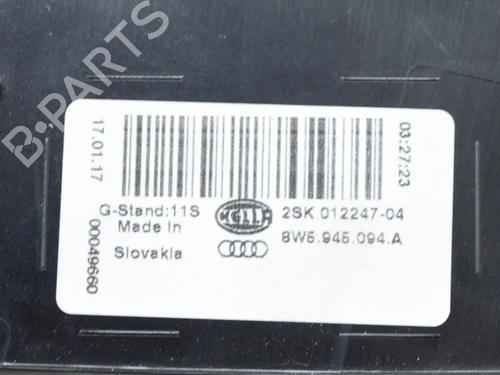 B-PARTS
17.01.17
03:27:23
G-Stand:11S
HELLA
2SK 012247-04
Made In
8W5.945.094.A
Slovakia
00049660